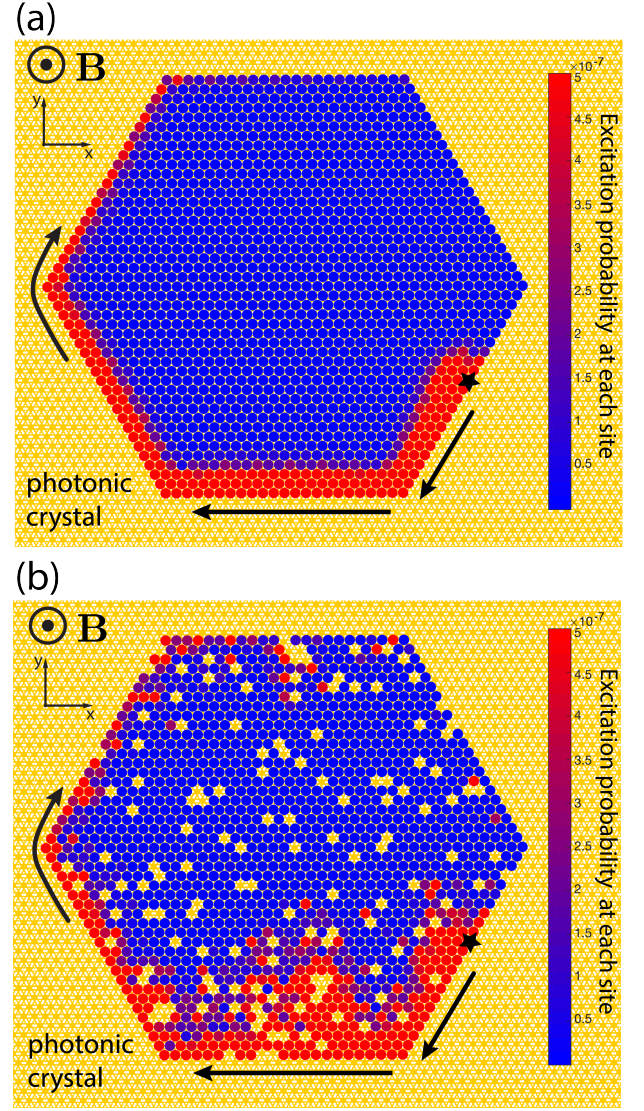 (a)
B
y
x
×10⁻⁷
5
4.5
4
3.5
3
2.5
2
1.5
1
0.5
Excitation probability at each site
photonic
crystal
(b)
B
y
x
×10⁻⁷
5
4.5
4
3.5
3
2.5
2
1.5
1
0.5
Excitation probability at each site
photonic
crystal